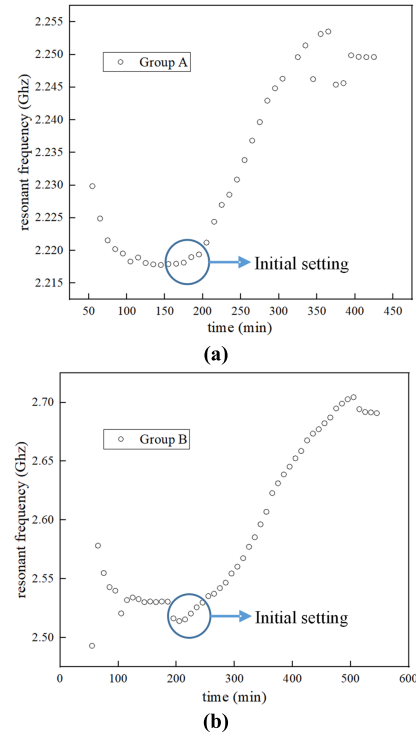 2.255
2.250
2.245
2.240
2.235
2.230
2.225
2.220
2.215
resonant frequency (Ghz)
Group A
Initial setting
50 100 150 200 250 300 350 400 450
time (min)
(a)
2.70
2.65
2.60
2.55
2.50
resonant frequency (Ghz)
Group B
Initial setting
0 100 200 300 400 500 600
time (min)
(b)